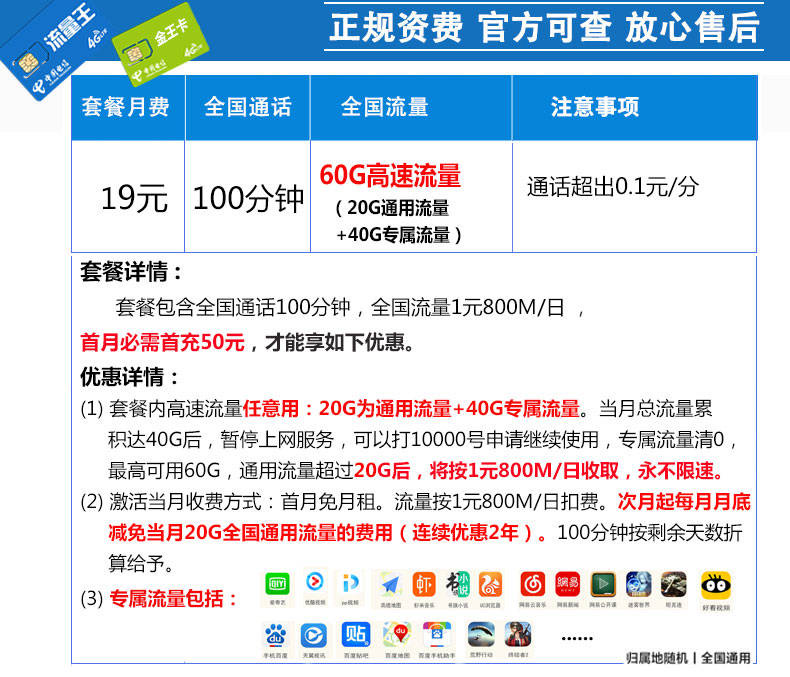 流量王
4G LTE
中国电信
金王卡
4G LTE
中国电信
正规资费 官方可查 放心售后
套餐月费 全国通话 全国流量 注意事项
19元 100分钟 60G高速流量 通话超出0.1元/分
（20G通用流量
+40G专属流量）
套餐详情：
套餐包含全国通话100分钟，全国流量1元800M/日 ，
首月必需首充50元，才能享如下优惠。
优惠详情：
(1) 套餐内高速流量任意用：20G为通用流量+40G专属流量。当月总流量累
积达40G后，暂停上网服务，可以打10000号申请继续使用，专属流量清0，
最高可用60G，通用流量超过20G后，将按1元800M/日收取，永不限速。
(2) 激活当月收费方式：首月免月租。流量按1元800M/日扣费。次月起每月月底
减免当月20G全国通用流量的费用（连续优惠2年）。100分钟按剩余天数折
算给予。
(3) 专属流量包括：
爱奇艺 优酷视频 pp视频 高德地图 虾米音乐 书旗小说 UC浏览器 网易云音乐 网易新闻 网易公开课 迷雾世界 坦克连 好看视频
手机百度 天翼视讯 百度贴吧 百度地图 百度手机助手 荒野行动 终结者2 ......
归属地随机丨全国通用